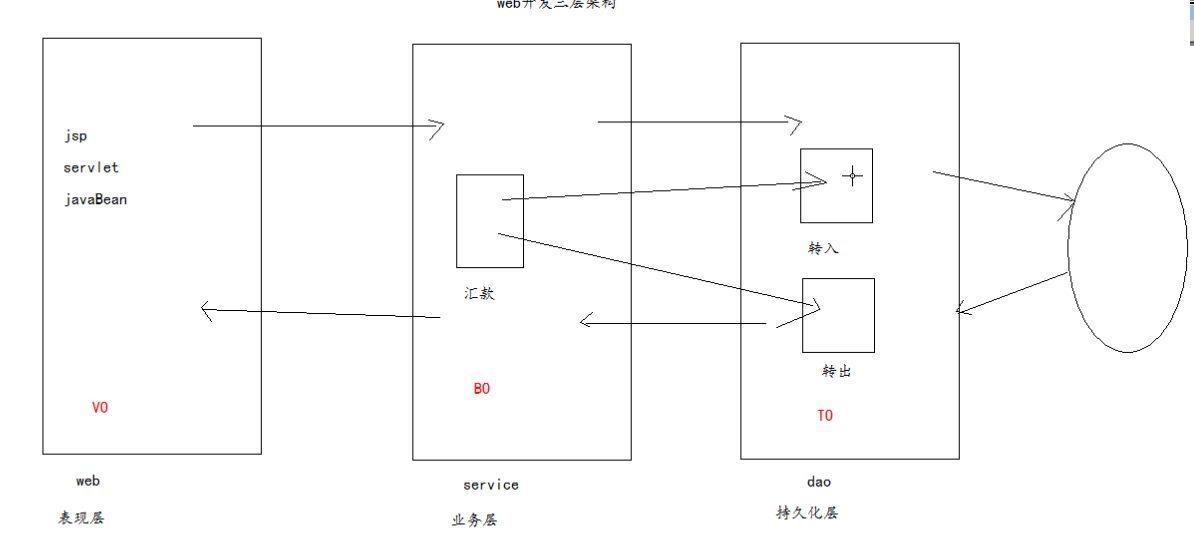 web开发三层架构
jsp
servlet
javaBean
汇款
转入
转出
VO
BO
TO
web
service
dao
表现层
业务层
持久化层